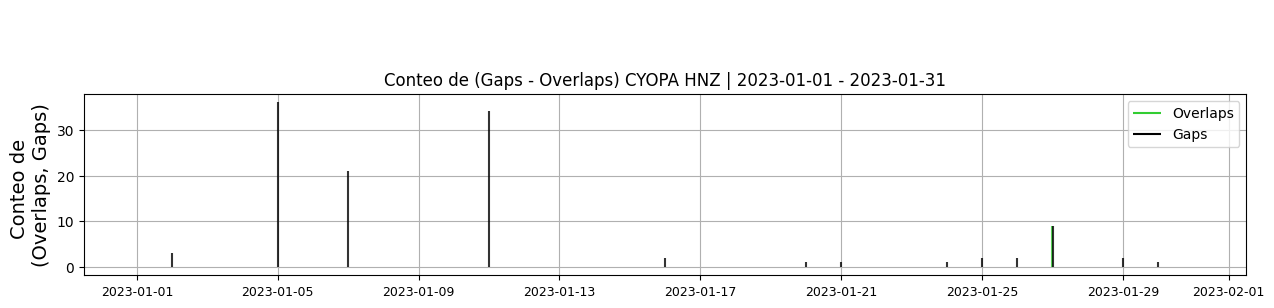 Conteo de (Gaps - Overlaps) CYOPA HNZ | 2023-01-01 - 2023-01-31
Conteo de
(Overlaps, Gaps)
30
20
10
0
Overlaps
Gaps
2023-01-01 2023-01-05 2023-01-09 2023-01-13 2023-01-17 2023-01-21 2023-01-25 2023-01-29 2023-02-01